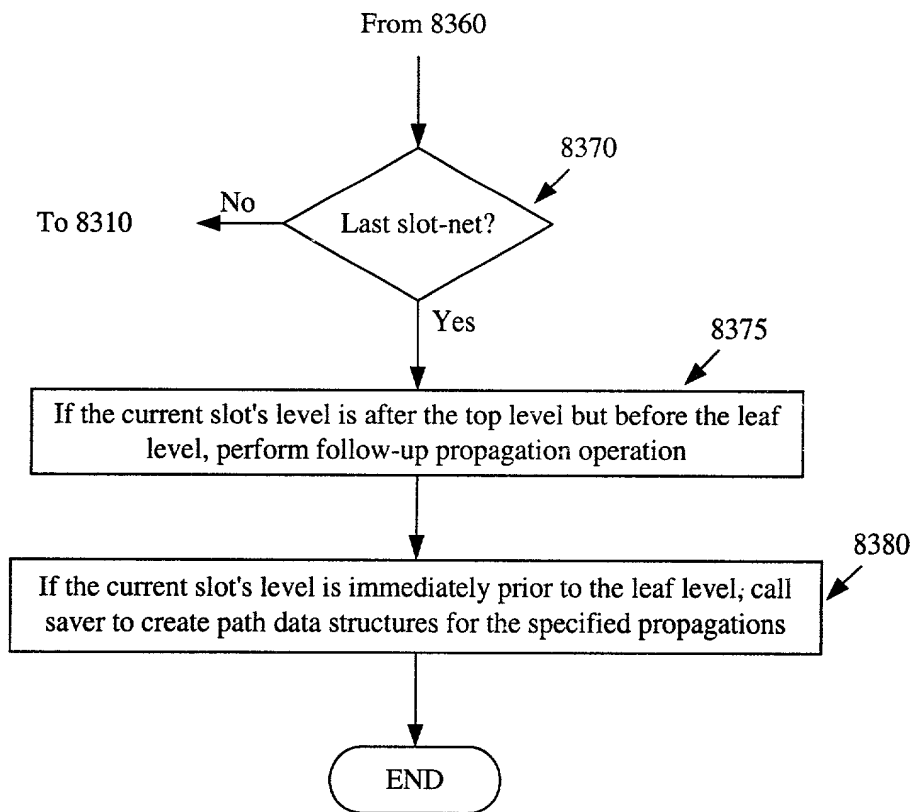 From 8360
8370
No
To 8310
Last slot-net?
Yes
8375
If the current slot's level is after the top level but before the leaf
level, perform follow-up propagation operation
8380
If the current slot's level is immediately prior to the leaf level, call
saver to create path data structures for the specified propagations
END